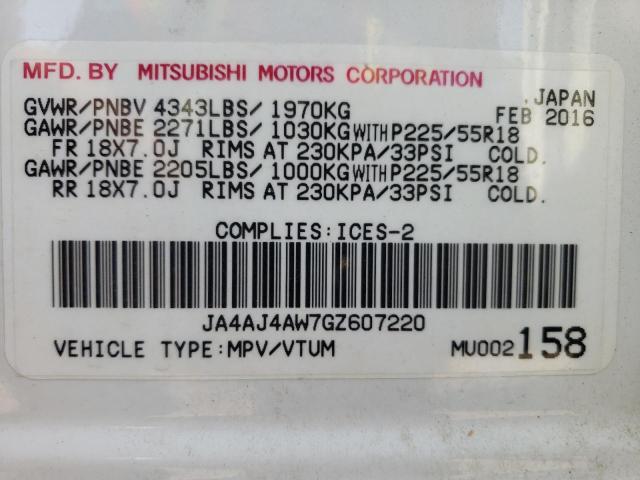 MFD. BY MITSUBISHI MOTORS CORPORATION
.JAPAN
GVWR/PNBV 4343LBS/ 1970KG FEB 2016
GAWR/PNBE 2271LBS/ 1030KG WITH P225/55R18
FR 18X7.0J RIMS AT 230KPA/33PSI COLD.
GAWR/PNBE 2205LBS/ 1000KG WITH P225/55R18
RR 18X7.0J RIMS AT 230KPA/33PSI COLD.
COMPLIES:ICES-2
JA4AJ4AW7GZ607220
VEHICLE TYPE:MPV/VTUM MU002 158